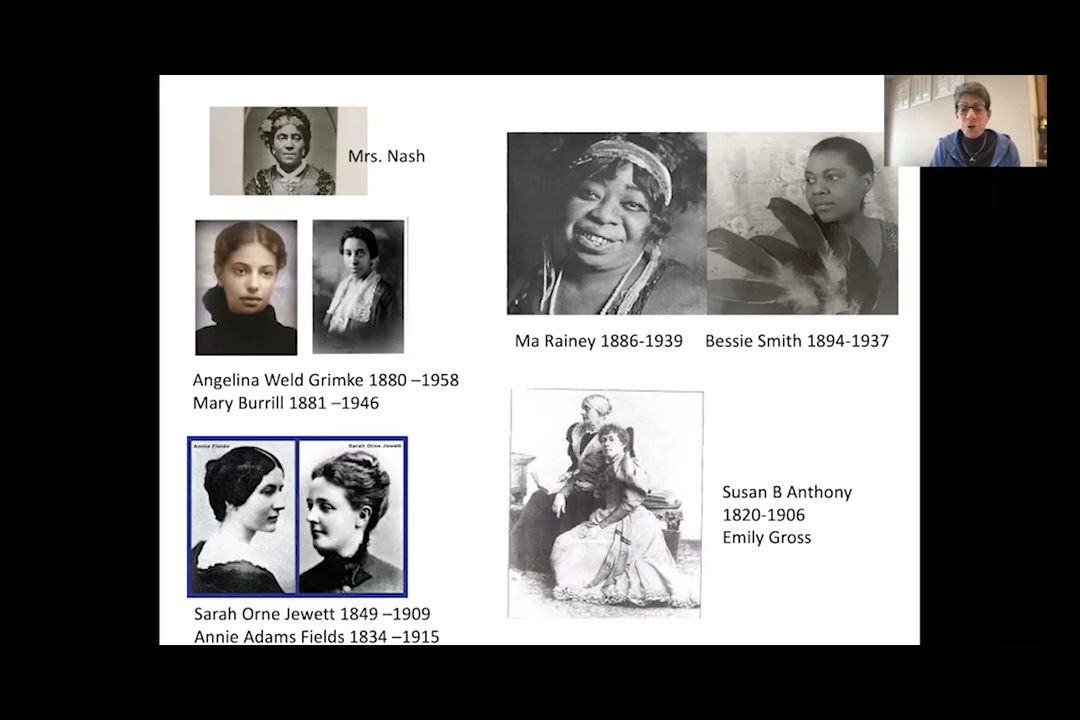 Mrs. Nash
Angelina Weld Grimke 1880 –1958
Mary Burrill 1881 –1946
Annie Fields
Sarah Orne Jewett
Sarah Orne Jewett 1849 –1909
Annie Adams Fields 1834 –1915
Ma Rainey 1886-1939
Bessie Smith 1894-1937
Susan B Anthony
1820-1906
Emily Gross